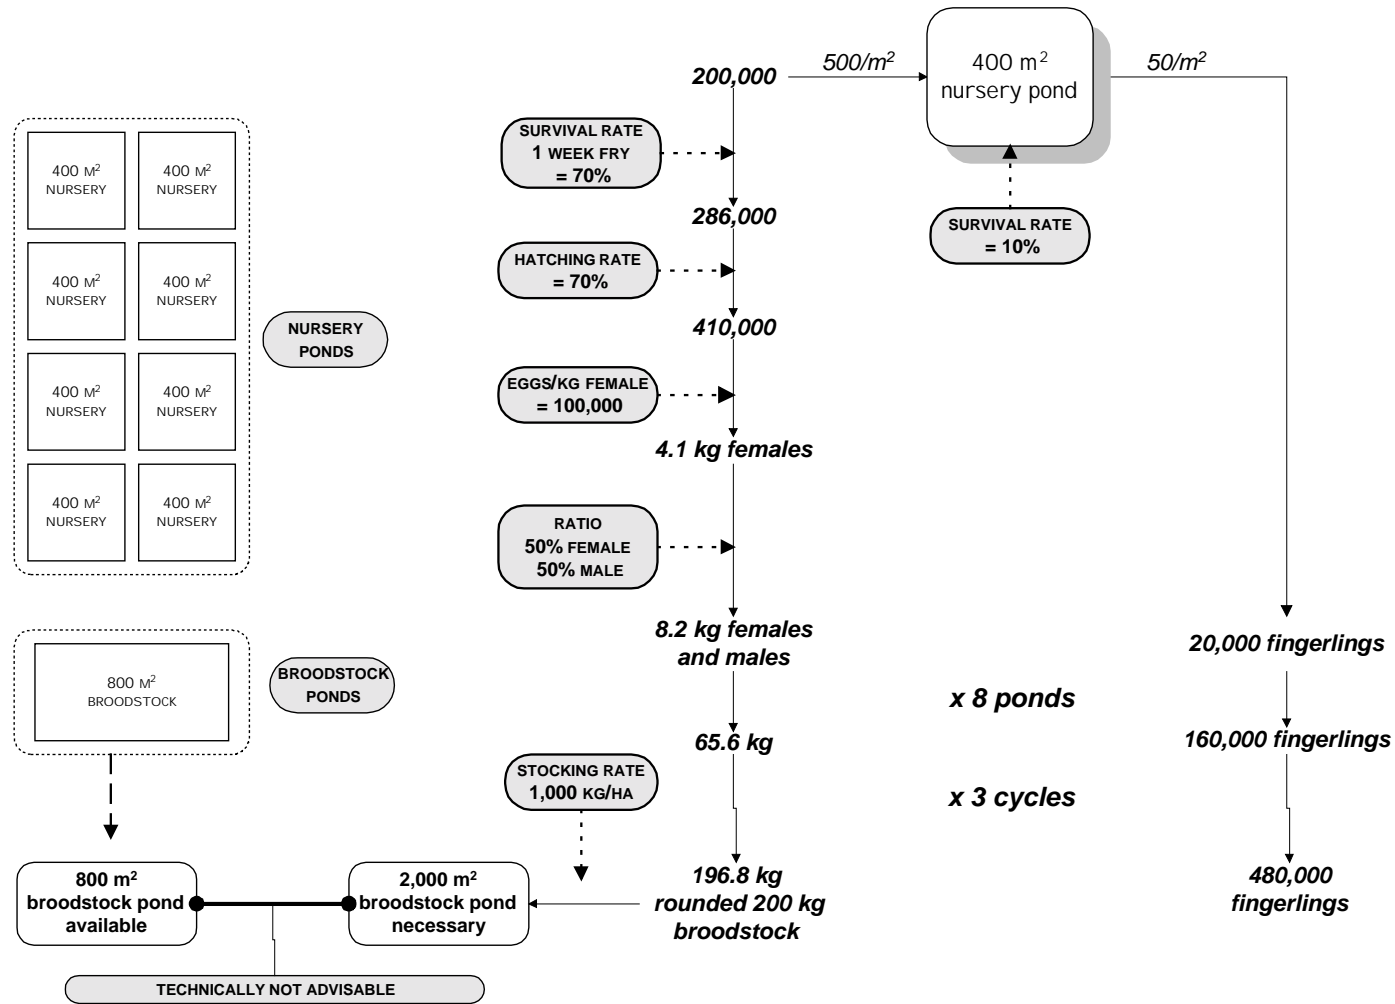 200,000
500/m²
400 m²
nursery pond
50/m²
SURVIVAL RATE
1 WEEK FRY
= 70%
400 M²
NURSERY
400 M²
NURSERY
286,000
SURVIVAL RATE
= 10%
HATCHING RATE
= 70%
400 M²
NURSERY
400 M²
NURSERY
NURSERY
PONDS
410,000
EGGS/KG FEMALE
= 100,000
400 M²
NURSERY
400 M²
NURSERY
4.1 kg females
400 M²
NURSERY
400 M²
NURSERY
RATIO
50% FEMALE
50% MALE
8.2 kg females
and males
20,000 fingerlings
800 M²
BROODSTOCK
BROODSTOCK
PONDS
x 8 ponds
65.6 kg
160,000 fingerlings
STOCKING RATE
1,000 KG/HA
x 3 cycles
800 m²
broodstock pond
available
2,000 m²
broodstock pond
necessary
196.8 kg
rounded 200 kg
broodstock
480,000
fingerlings
TECHNICALLY NOT ADVISABLE